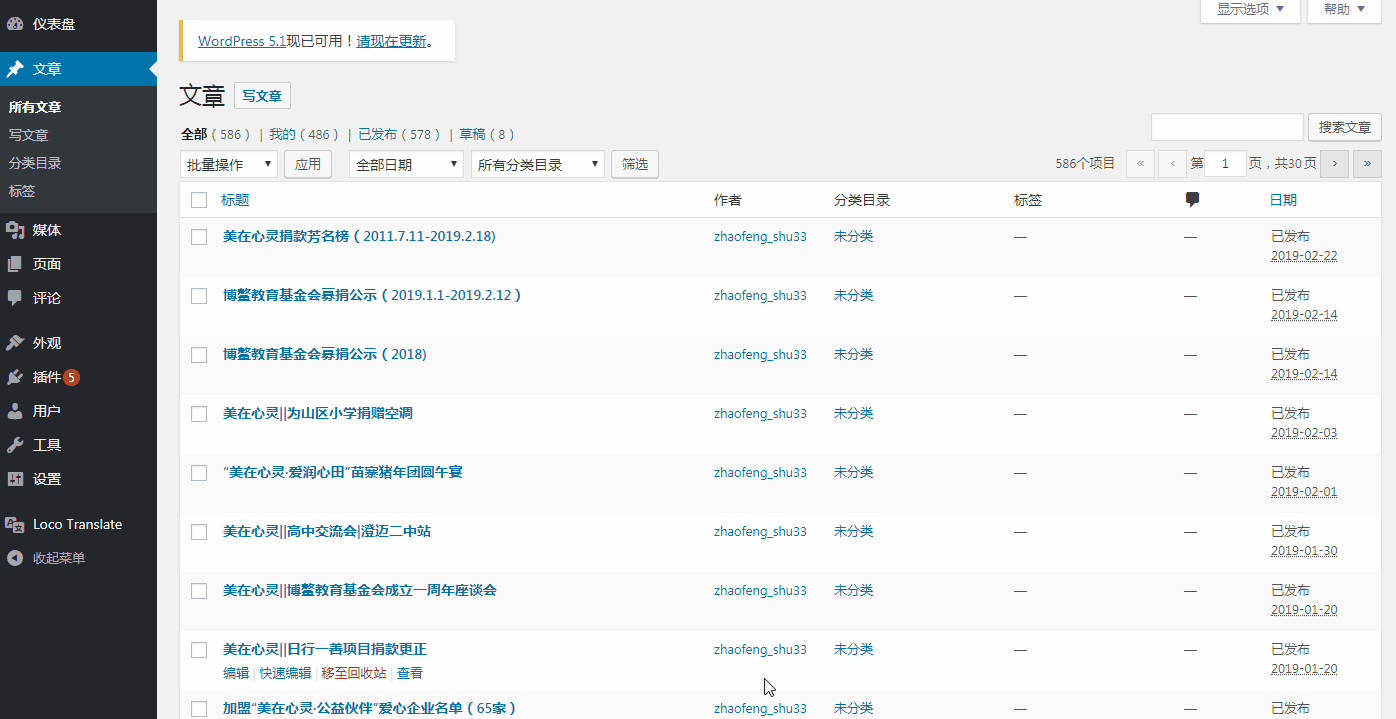 仪表盘
文章
所有文章
写文章
分类目录
标签
媒体
页面
评论
外观
插件 5
用户
工具
设置
Loco Translate
收起菜单
显示选项 ▼ 帮助 ▼
WordPress 5.1现已可用！请现在更新。
文章 写文章
全部（586） | 我的（486） | 已发布（578） | 草稿（8）
搜索文章
批量操作 应用 全部日期 所有分类目录 筛选 586个项目 « ‹ 第 1 页，共30页 › »
标题 作者 分类目录 标签 日期
美在心灵捐款芳名榜（2011.7.11-2019.2.18) zhaofeng_shu33 未分类 — — 已发布
2019-02-22
博鳌教育基金会募捐公示（2019.1.1-2019.2.12） zhaofeng_shu33 未分类 — — 已发布
2019-02-14
博鳌教育基金会募捐公示（2018) zhaofeng_shu33 未分类 — — 已发布
2019-02-14
美在心灵||为山区小学捐赠空调 zhaofeng_shu33 未分类 — — 已发布
2019-02-03
“美在心灵·爱润心田”苗寨猪年团圆午宴 zhaofeng_shu33 未分类 — — 已发布
2019-02-01
美在心灵||高中交流会|澄迈二中站 zhaofeng_shu33 未分类 — — 已发布
2019-01-30
美在心灵||博鳌教育基金会成立一周年座谈会 zhaofeng_shu33 未分类 — — 已发布
2019-01-20
美在心灵||日行一善项目捐款更正 zhaofeng_shu33 未分类 — — 已发布
编辑 | 快速编辑 | 移至回收站 | 查看 2019-01-20
加盟“美在心灵·公益伙伴”爱心企业名单（65家） zhaofeng_shu33 未分类 — — 已发布